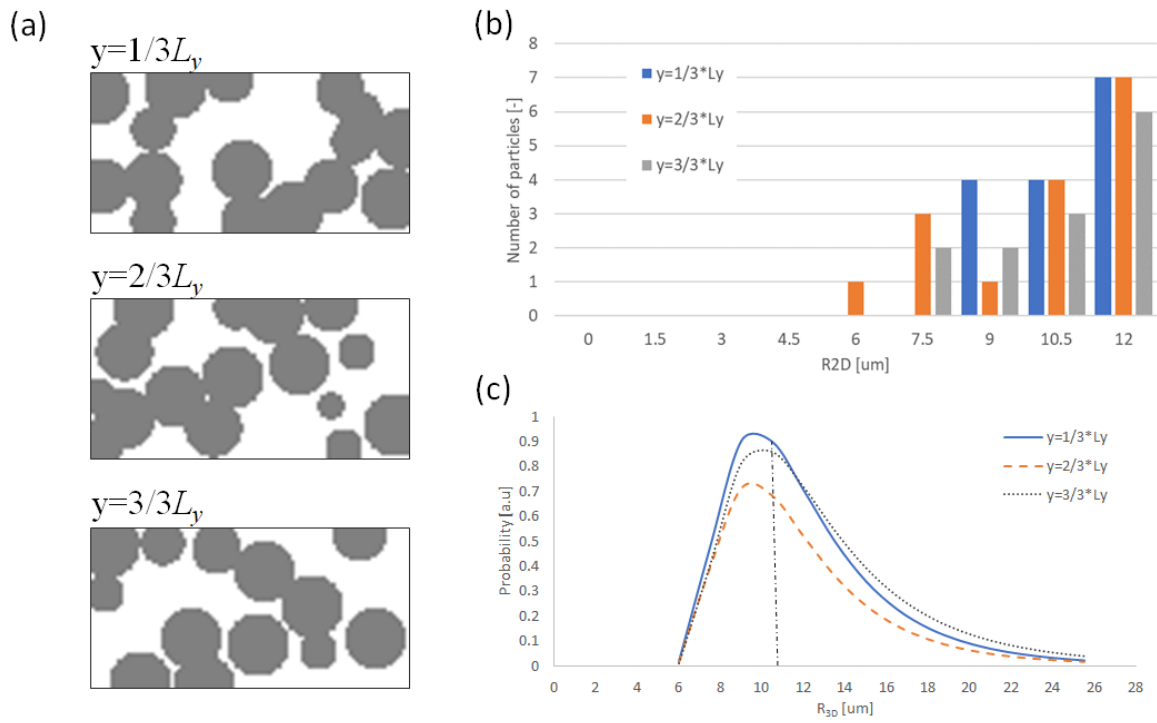 (a)
y=1/3Ly
y=2/3Ly
y=3/3Ly
(b)
8
7
6
5
4
3
2
1
0
Number of particles [-]
y=1/3*Ly
y=2/3*Ly
y=3/3*Ly
0 1.5 3 4.5 6 7.5 9 10.5 12
R2D [um]
(c)
1
0.9
0.8
0.7
0.6
0.5
0.4
0.3
0.2
0.1
0
Probability [a.u]
y=1/3*Ly
y=2/3*Ly
y=3/3*Ly
0 2 4 6 8 10 12 14 16 18 20 22 24 26 28
R3D [um]